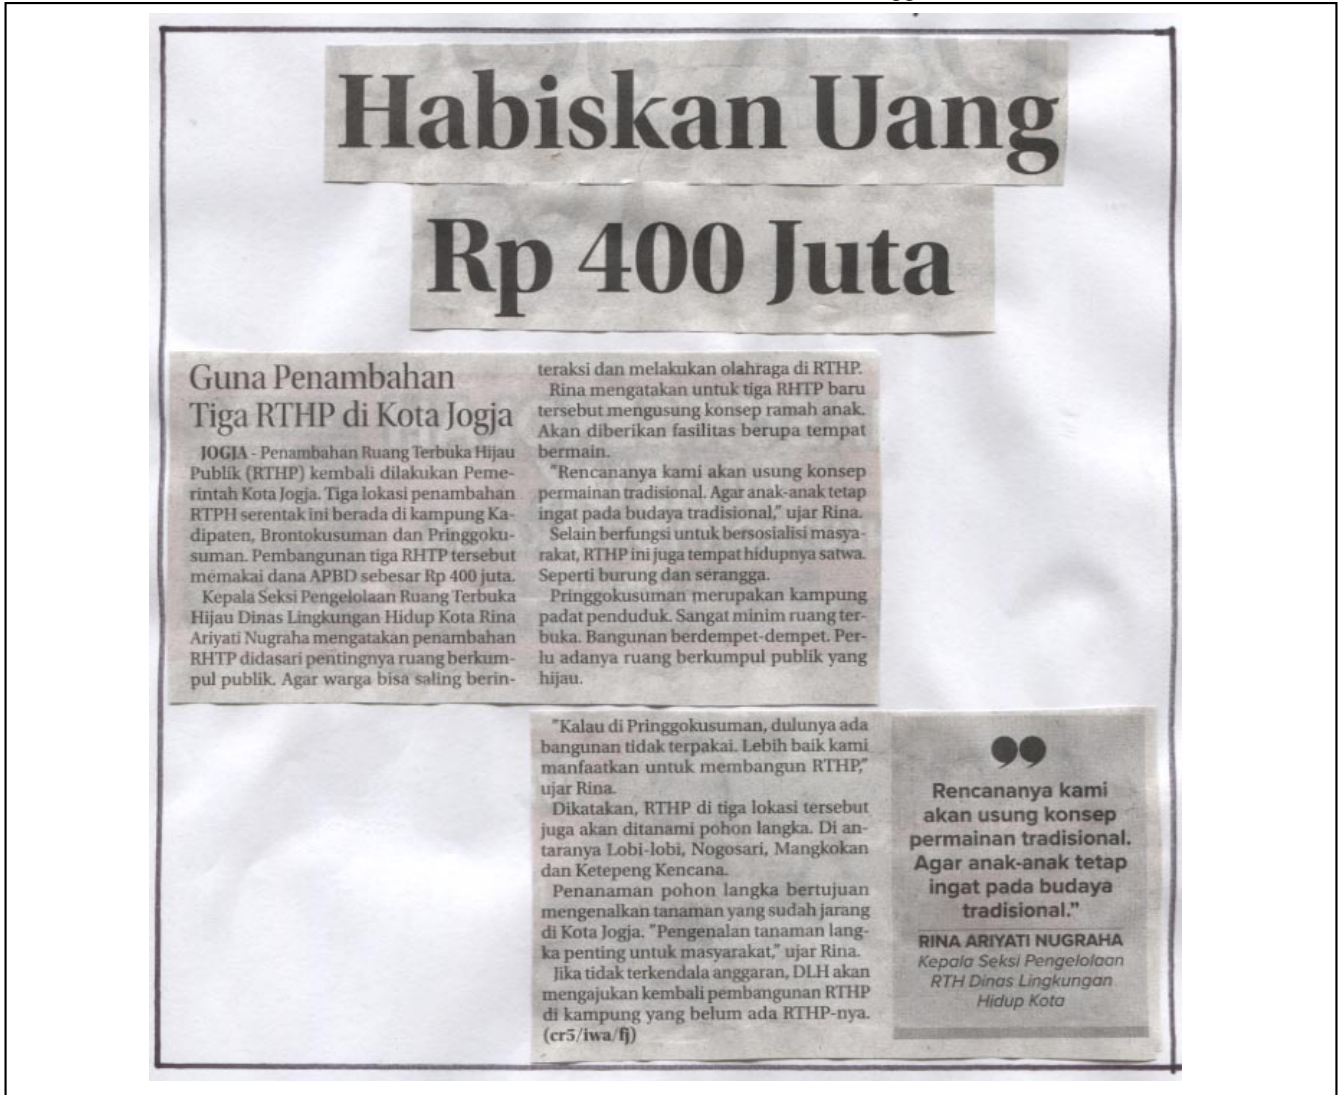 Habiskan Uang
Rp 400 Juta
Guna Penambahan
Tiga RTHP di Kota Jogja
JOGJA - Penambahan Ruang Terbuka Hijau
Publik (RTHP) kembali dilakukan Peme-
rintah Kota Jogja. Tiga lokasi penambahan
RTPH serentak ini berada di kampung Ka-
dipaten, Brontokusuman dan Pringgoku-
suman. Pembangunan tiga RHTP tersebut
memakai dana APBD sebesar Rp 400 juta.
Kepala Seksi Pengelolaan Ruang Terbuka
Hijau Dinas Lingkungan Hidup Kota Rina
Ariyati Nugraha mengatakan penambahan
RHTP didasari pentingnya ruang berkum-
pul publik. Agar warga bisa saling berin-
teraksi dan melakukan olahraga di RTHP.
Rina mengatakan untuk tiga RHTP baru
tersebut mengusung konsep ramah anak.
Akan diberikan fasilitas berupa tempat
bermain.
"Rencananya kami akan usung konsep
permainan tradisional. Agar anak-anak tetap
ingat pada budaya tradisional," ujar Rina.
Selain berfungsi untuk bersosialisi masya-
rakat, RTHP ini juga tempat hidupnya satwa.
Seperti burung dan serangga.
Pringgokusuman merupakan kampung
padat penduduk. Sangat minim ruang ter-
buka. Bangunan berdempet-dempet. Per-
lu adanya ruang berkumpul publik yang
hijau.
"Kalau di Pringgokusuman, dulunya ada
bangunan tidak terpakai. Lebih baik kami
manfaatkan untuk membangun RTHP,"
ujar Rina.
Dikatakan, RTHP di tiga lokasi tersebut
juga akan ditanami pohon langka. Di an-
taranya Lobi-lobi, Nogosari, Mangkokan
dan Ketepeng Kencana.
Penanaman pohon langka bertujuan
mengenalkan tanaman yang sudah jarang
di Kota Jogja. "Pengenalan tanaman lang-
ka penting untuk masyarakat," ujar Rina.
Jika tidak terkendala anggaran, DLH akan
mengajukan kembali pembangunan RTHP
di kampung yang belum ada RTHP-nya.
(cr5/iwa/fj)
”
Rencananya kami
akan usung konsep
permainan tradisional.
Agar anak-anak tetap
ingat pada budaya
tradisional."
RINA ARIYATI NUGRAHA
Kepala Seksi Pengelolaan
RTH Dinas Lingkungan
Hidup Kota